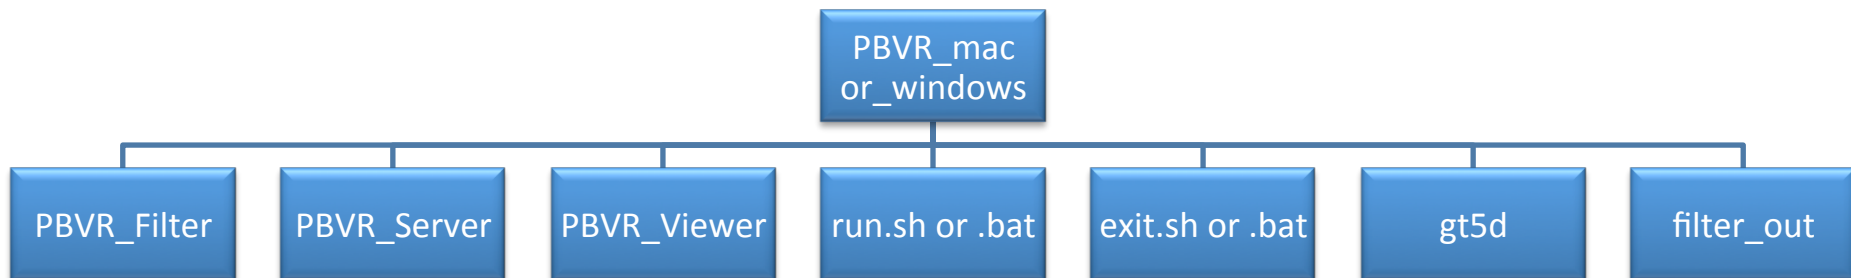 PBVR_mac
or_windows
PBVR_Filter
PBVR_Server
PBVR_Viewer
run.sh or .bat
exit.sh or .bat
gt5d
filter_out